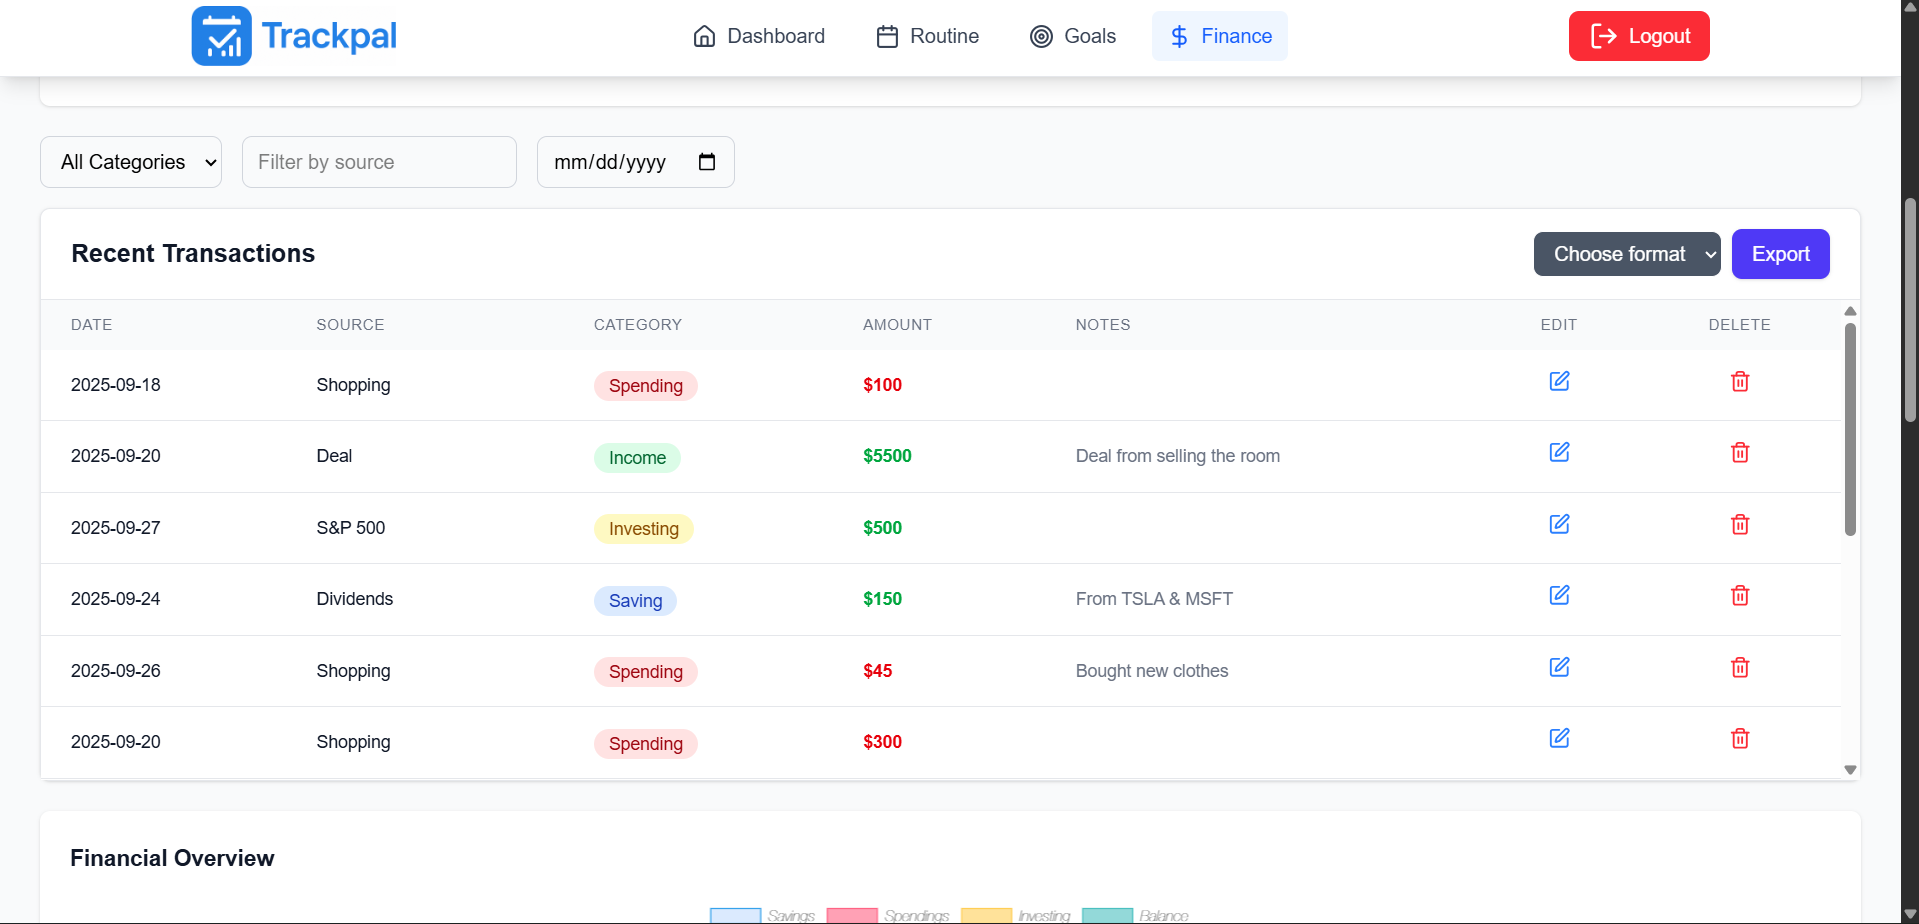 Trackpal
Dashboard
Routine
Goals
Finance
Logout
All Categories
Filter by source
mm/dd/yyyy
Recent Transactions
Choose format
Export
DATE SOURCE CATEGORY AMOUNT NOTES EDIT DELETE
2025-09-18 Shopping Spending $100
2025-09-20 Deal Income $5500 Deal from selling the room
2025-09-27 S&P 500 Investing $500
2025-09-24 Dividends Saving $150 From TSLA & MSFT
2025-09-26 Shopping Spending $45 Bought new clothes
2025-09-20 Shopping Spending $300
Financial Overview
Savings Spendings Investing Balance